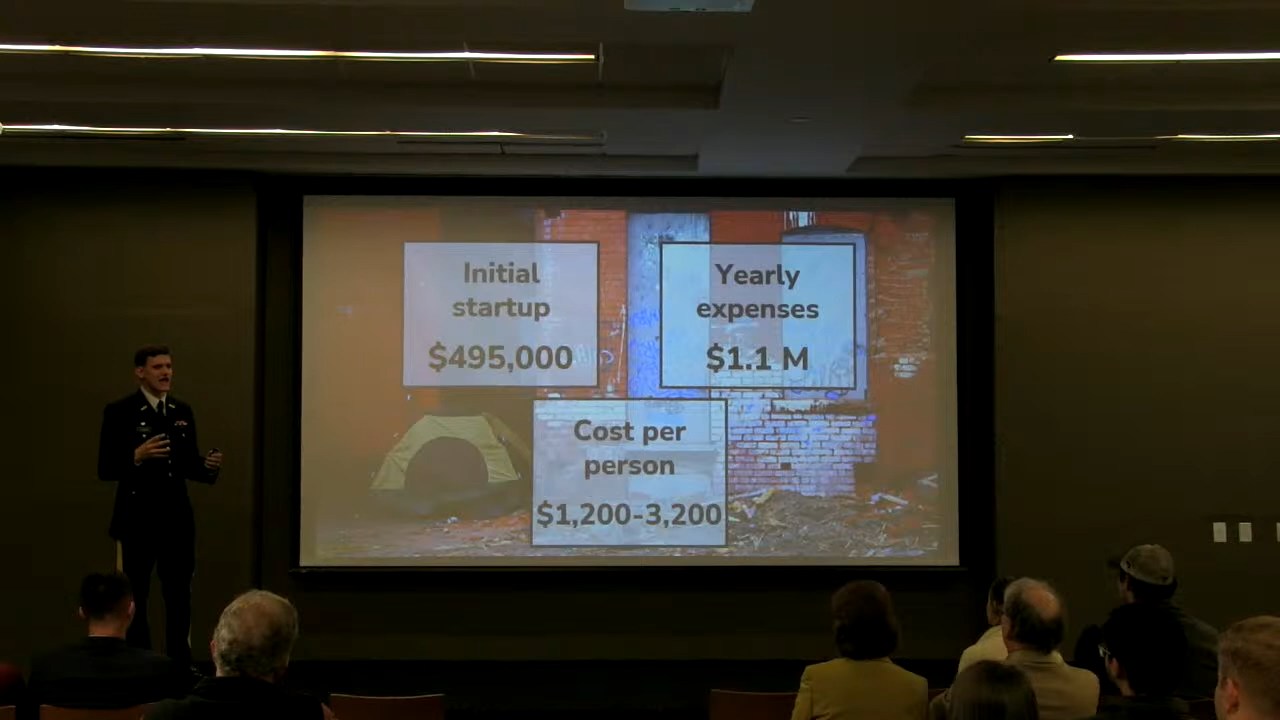 Initial
startup
$495,000
Yearly
expenses
$1.1 M
Cost per
person
$1,200-3,200